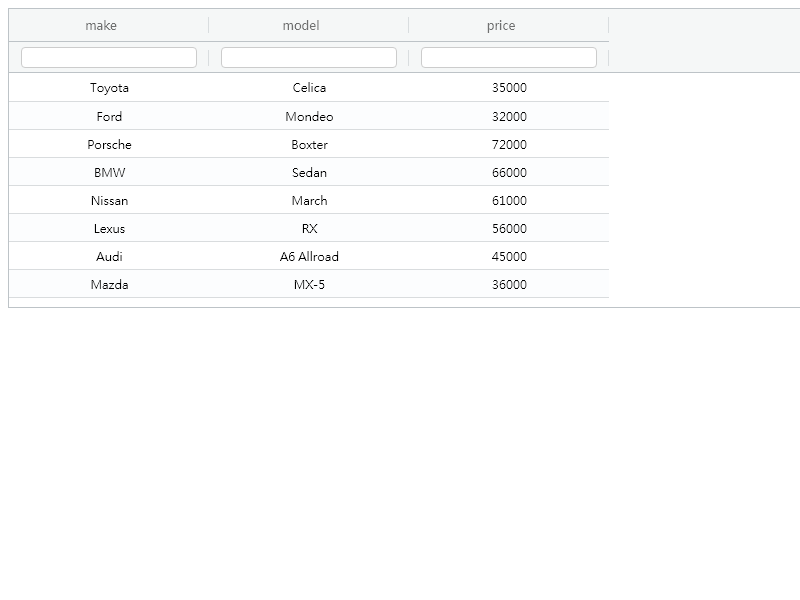 make model price
Toyota Celica 35000
Ford Mondeo 32000
Porsche Boxter 72000
BMW Sedan 66000
Nissan March 61000
Lexus RX 56000
Audi A6 Allroad 45000
Mazda MX-5 36000